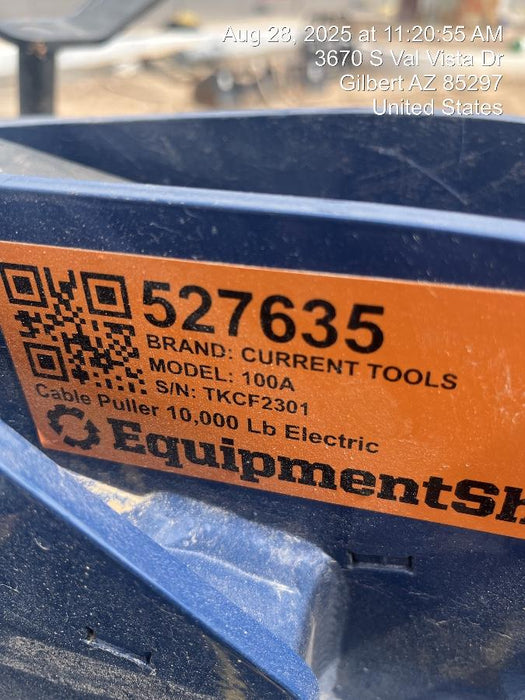 Aug 28, 2025 at 11:20:55 AM
3670 S Val Vista Dr
Gilbert AZ 85297
United States
527635
BRAND: CURRENT TOOLS
MODEL: 100A
S/N: TKCF2301
Cable Puller 10,000 Lb Electric
EquipmentSh